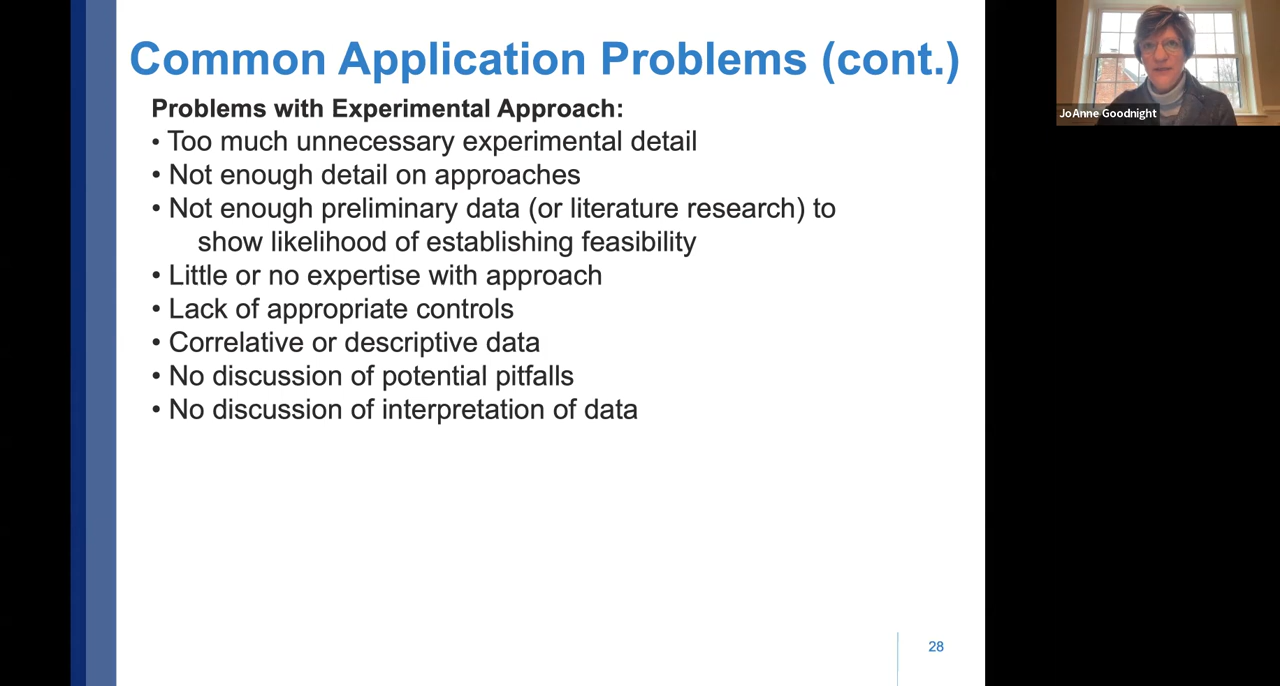 Common Application Problems (cont.)
Problems with Experimental Approach:
• Too much unnecessary experimental detail
• Not enough detail on approaches
• Not enough preliminary data (or literature research) to
show likelihood of establishing feasibility
• Little or no expertise with approach
• Lack of appropriate controls
• Correlative or descriptive data
• No discussion of potential pitfalls
• No discussion of interpretation of data
28
JoAnne Goodnight